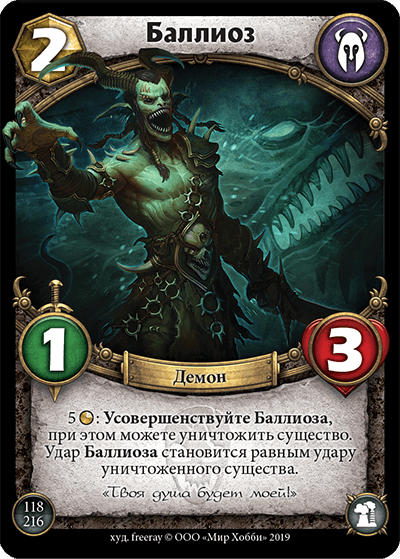 2
Баллиоз
1
3
Демон
5 : Усовершенствуйте Баллиоза,
при этом можете уничтожить существо.
Удар Баллиоза становится равным удару
уничтоженного существа.
«Твоя душа будет моей!»
118
216
худ. freeray © ООО «Мир Хобби» 2019